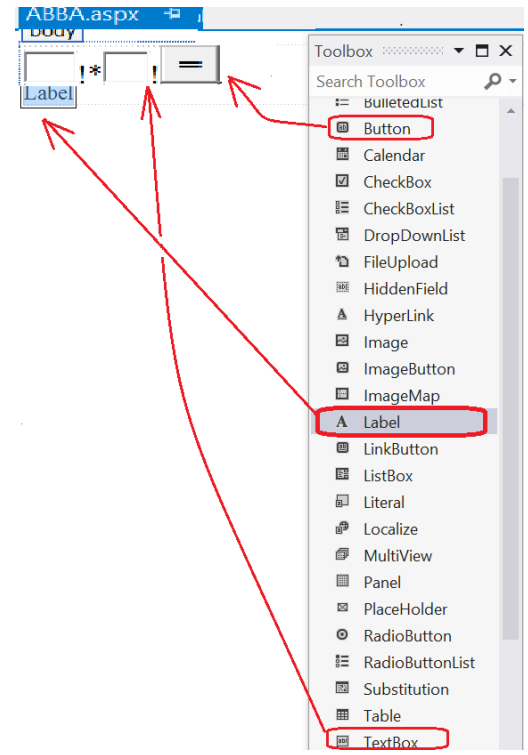 ABBA.aspx
body
!* ! =
Label
Toolbox
Search Toolbox
BulletedList
Button
Calendar
CheckBox
CheckBoxList
DropDownList
FileUpload
HiddenField
HyperLink
Image
ImageButton
ImageMap
A Label
LinkButton
ListBox
Literal
Localize
MultiView
Panel
PlaceHolder
RadioButton
RadioButtonList
Substitution
Table
TextBox